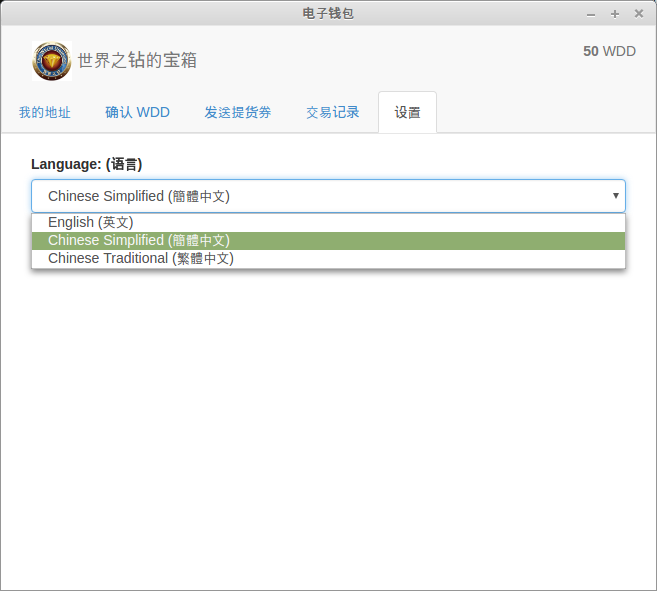 电子钱包
世界之钻的宝箱
50 WDD
我的地址 确认 WDD 发送提货券 交易记录 设置
Language: (语言)
Chinese Simplified (簡體中文)
English (英文)
Chinese Simplified (簡體中文)
Chinese Traditional (繁體中文)